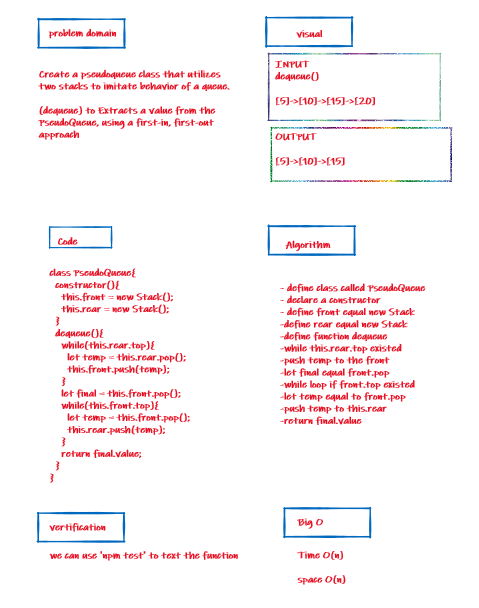 problem domain
Create a pseudoqueue class that utilizes
two stacks to imitate behavior of a queue.
(dequeue) to Extracts a value from the
PseudoQueue, using a first-in, first-out
approach
visual
INPUT
dequeue()
[5]->[10]->[15]->[20]
OUTPUT
[5]->[10]->[15]
Code
class PseudoQueue{
constructor(){
this.front = new Stack();
this.rear = new Stack();
}
dequeue(){
while(this.rear.top){
let temp = this.rear.pop();
this.front.push(temp);
}
let final = this.front.pop();
while(this.front.top){
let temp = this.front.pop();
this.rear.push(temp);
}
return final.value;
}
}
Algorithm
- define class called PseudoQueue
- declare a constructor
- define front equal new Stack
-define rear equal new Stack
-define function dequeue
-while this.rear.top existed
-push temp to the front
-let final equal front.pop
-while loop if front.top existed
-let temp equal to front.pop
-push temp to this.rear
-return final.value
vertification
we can use 'npm test' to text the function
Big O
Time O(n)
space O(n)